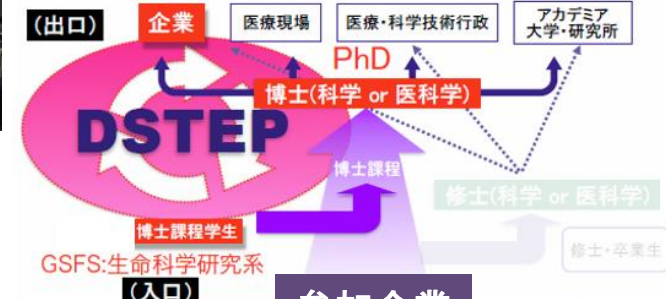 (出口)
企業
医療現場
医療・科学技術行政
アカデミア
大学・研究所
PhD
博士(科学 or 医科学)
DSTEP
博士課程
修士(科学 or 医科学)
博士課程学生
修士・卒業生
GSFS:生命科学研究系
(入口)
参加企業